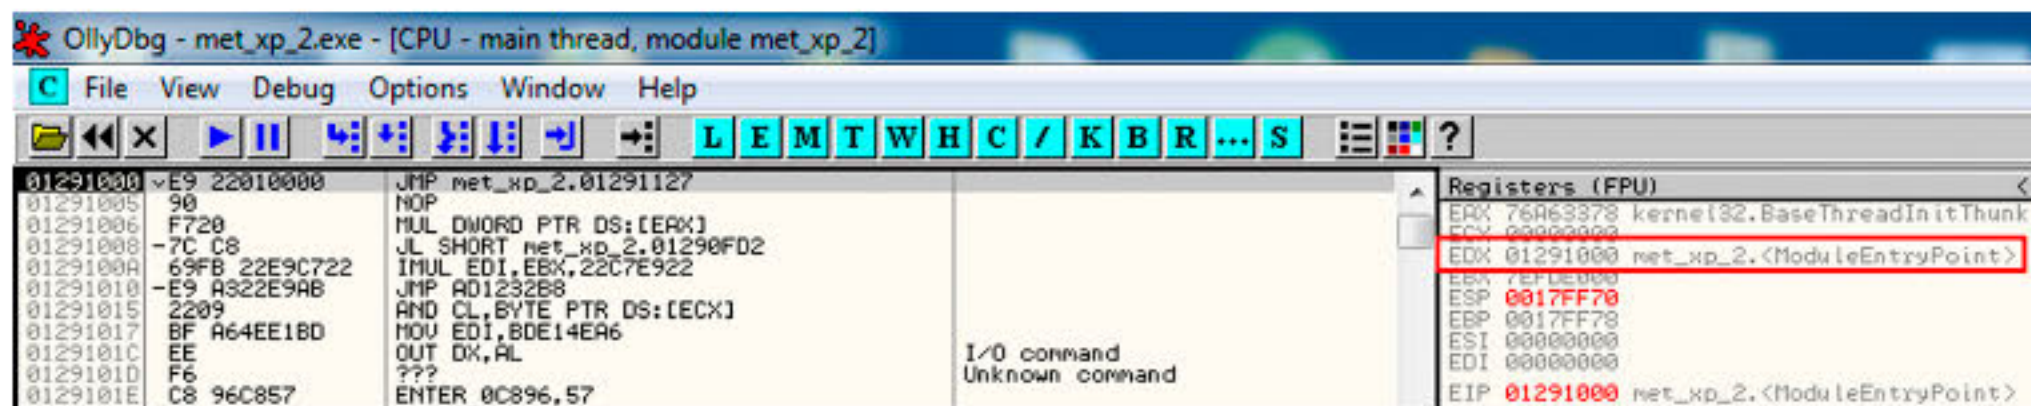 OllyDbg - met_xp_2.exe - [CPU - main thread, module met_xp_2]
C File View Debug Options Window Help
L E M T W H C / K B R ... S ?
01291000 E9 22010000 JMP met_xp_2.01291127
01291005 90 NOP
01291006 F720 MUL DWORD PTR DS:[EAX]
01291008 -7C C8 JL SHORT met_xp_2.01290FD2
0129100A 69FB 22E9C722 IMUL EDI,EBX,22C7E922
01291010 -E9 A322E9AB JMP AD1232B8
01291015 2209 AND CL,BYTE PTR DS:[ECX]
01291017 BF A64EE1BD MOV EDI,BDE14EA6
0129101C EE OUT DX,AL I/O command
0129101D F6 ??? Unknown command
0129101E C8 96C857 ENTER 0C896,57
Registers (FPU) <
EAX 76A63378 kernel32.BaseThreadInitThunk
ECX 00000000
EDX 01291000 met_xp_2.<ModuleEntryPoint>
EBX 7EFDE000
ESP 0017FF70
EBP 0017FF78
ESI 00000000
EDI 00000000
EIP 01291000 met_xp_2.<ModuleEntryPoint>